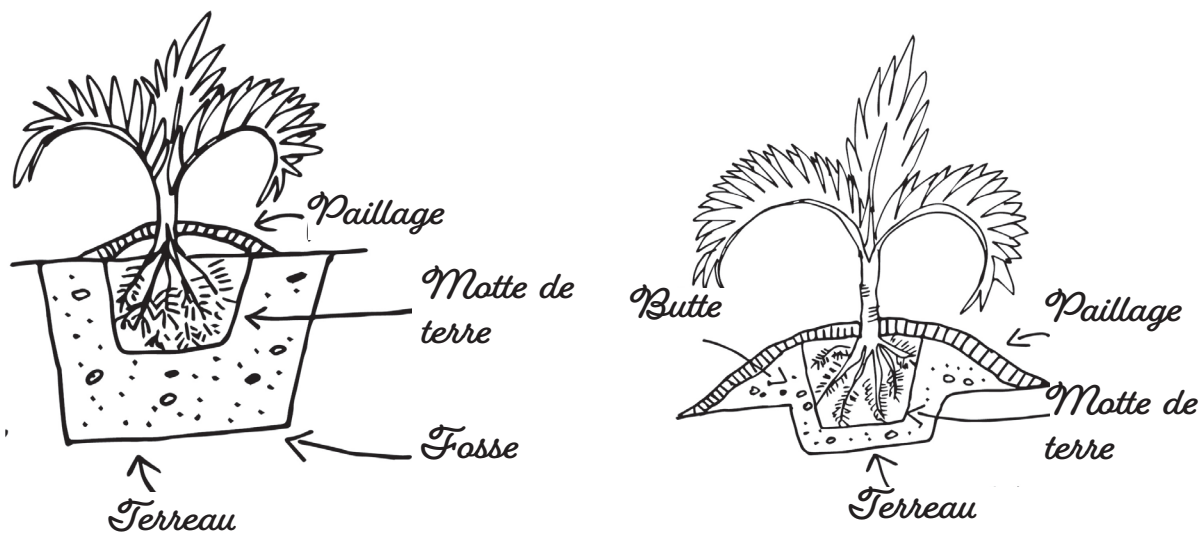 Paillage
Motte de
terre
Fosse
Terreau
Butte
Paillage
Motte de
terre
Terreau